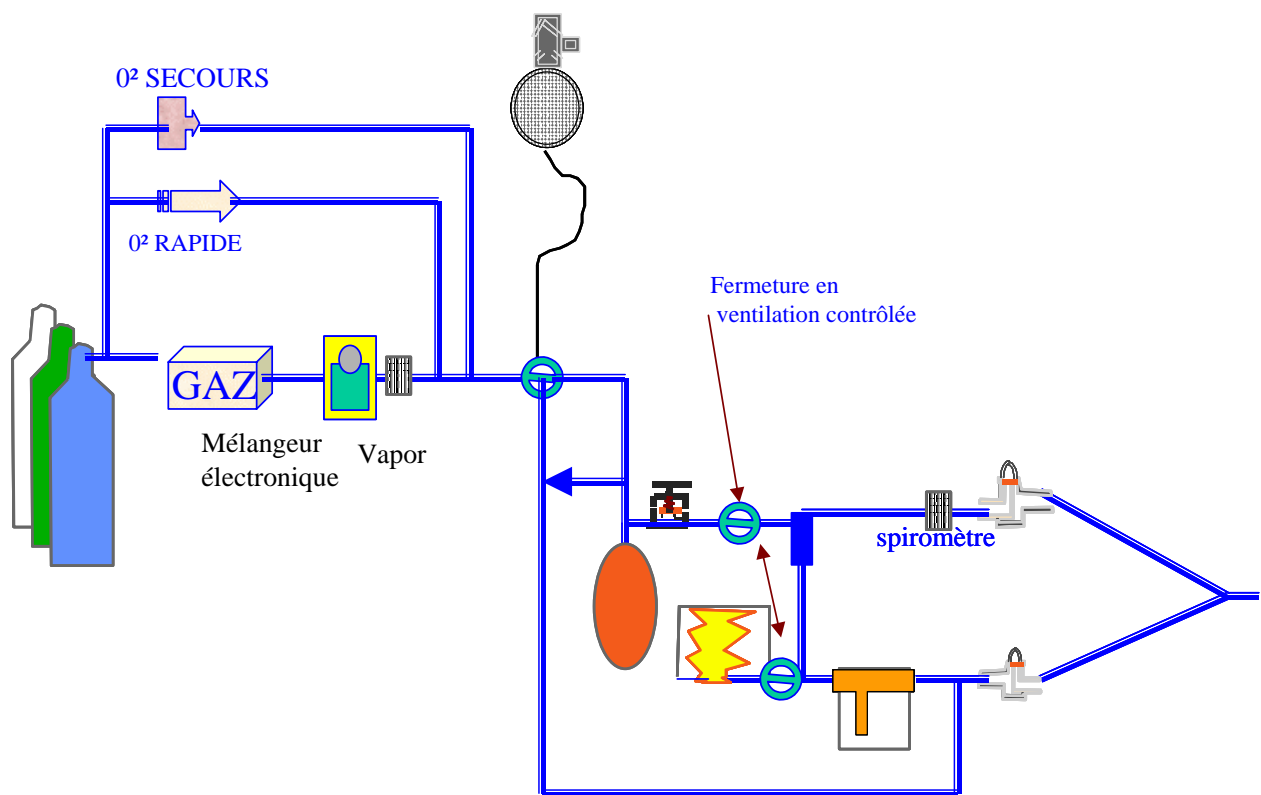 0² SECOURS
0² RAPIDE
Fermeture en
ventilation contrôlée
GAZ
Mélangeur
électronique
Vapor
spiromètre